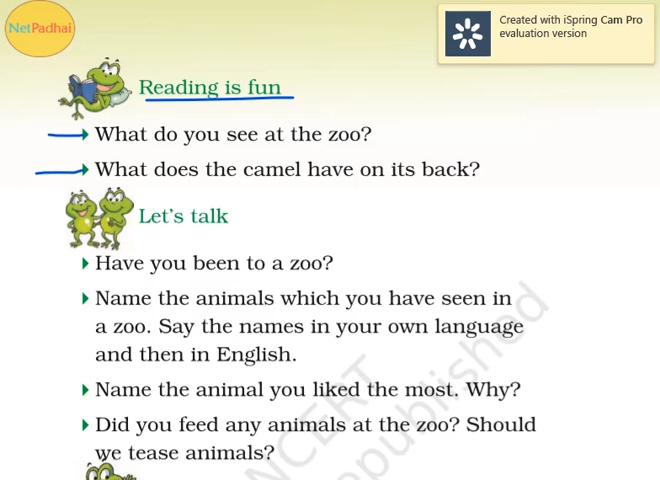 NetPadhai
Created with iSpring Cam Pro
evaluation version
Reading is fun
What do you see at the zoo?
What does the camel have on its back?
Let's talk
Have you been to a zoo?
Name the animals which you have seen in
a zoo. Say the names in your own language
and then in English.
Name the animal you liked the most. Why?
Did you feed any animals at the zoo? Should
we tease animals?
NCERT
republished